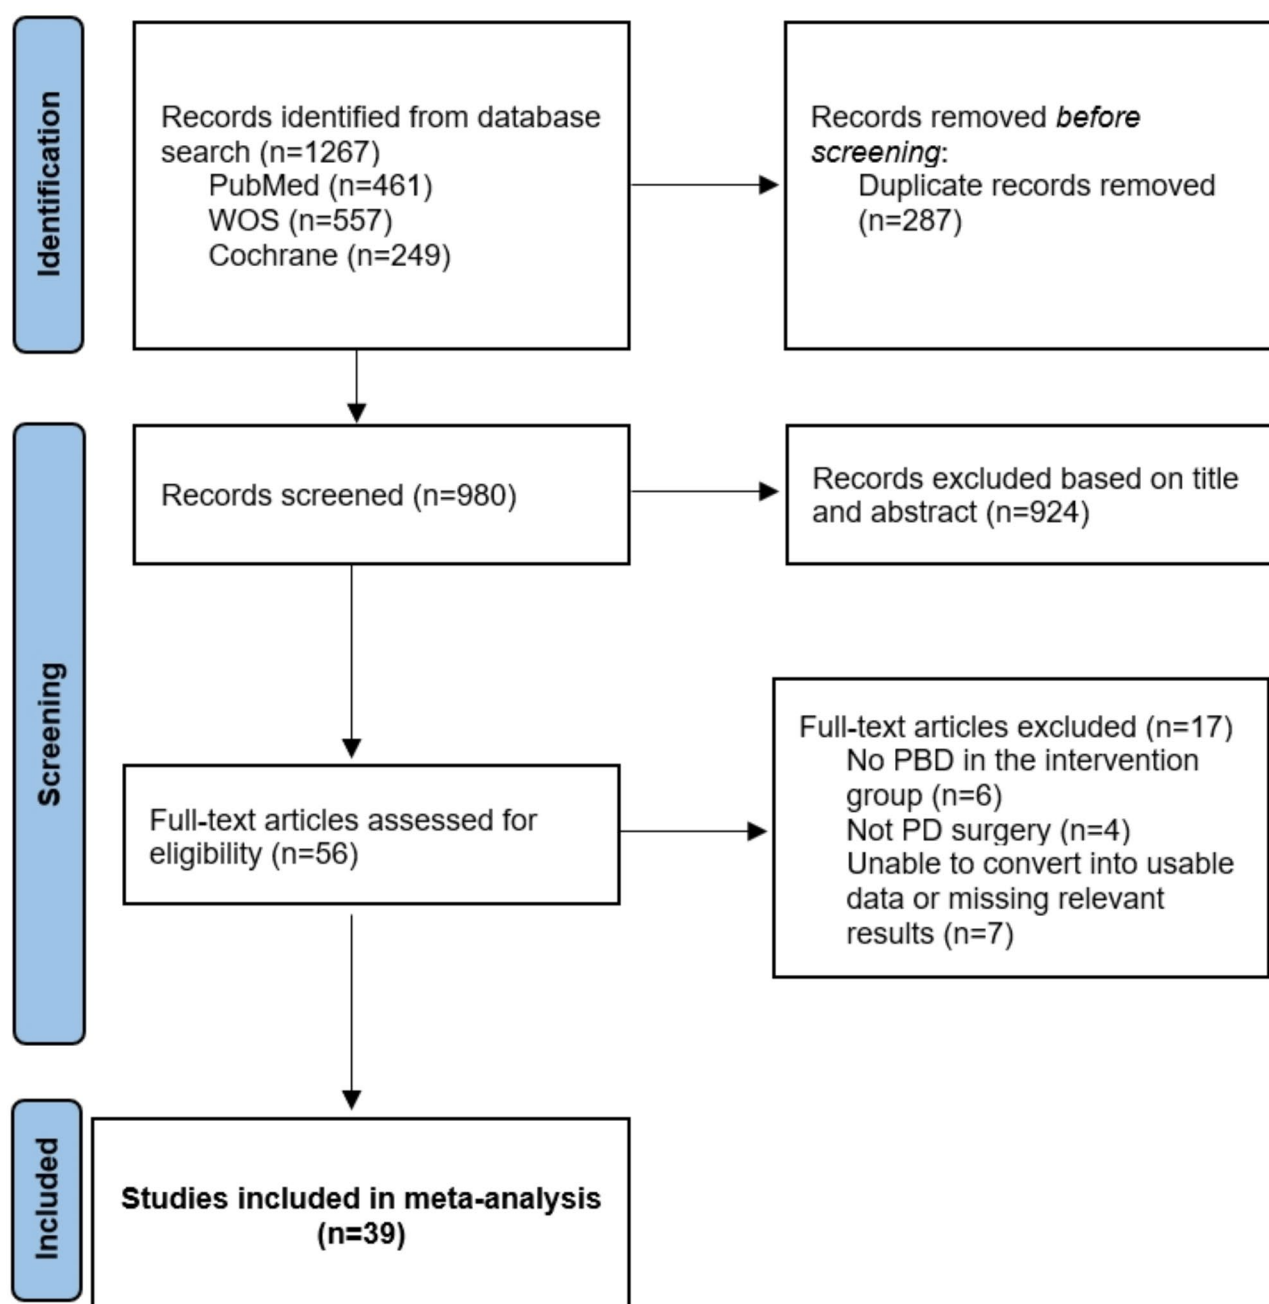 Identification
Records identified from database
search (n=1267)
PubMed (n=461)
WOS (n=557)
Cochrane (n=249)
Records removed before
screening:
Duplicate records removed
(n=287)
Screening
Records screened (n=980)
Records excluded based on title
and abstract (n=924)
Full-text articles assessed for
eligibility (n=56)
Full-text articles excluded (n=17)
No PBD in the intervention
group (n=6)
Not PD surgery (n=4)
Unable to convert into usable
data or missing relevant
results (n=7)
Included
Studies included in meta-analysis
(n=39)